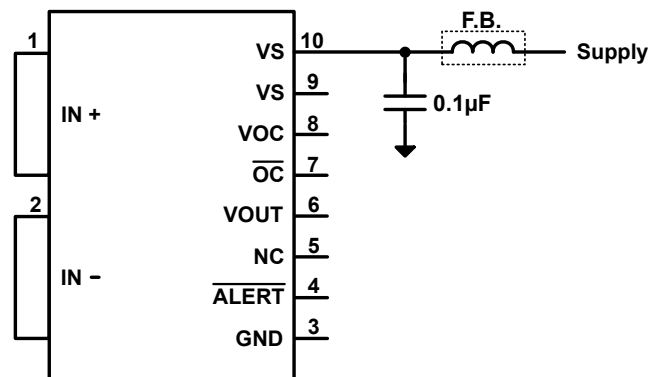 F.B.
1
VS
10
Supply
IN +
VS
9
0.1µF
VOC
8
OC
7
2
VOUT
6
NC
5
IN −
ALERT
4
GND
3